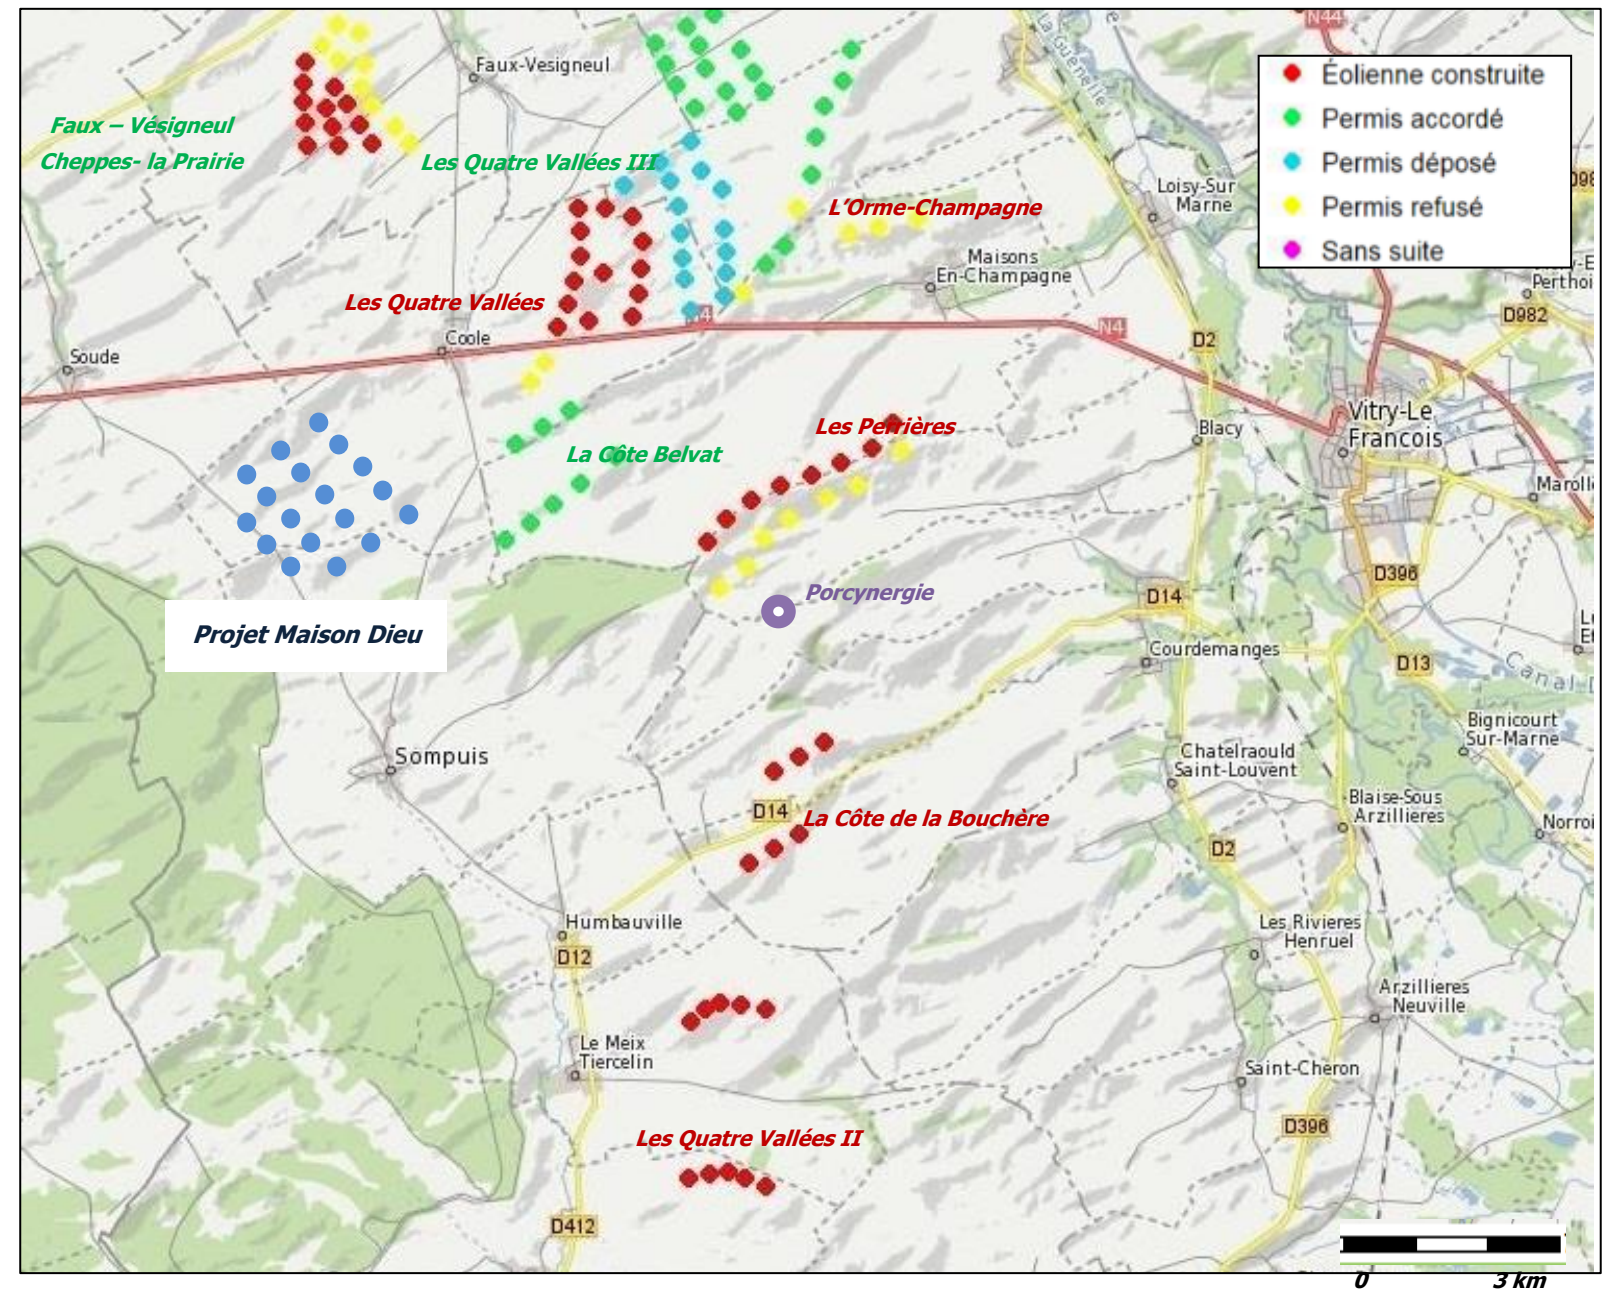 N44
La Guenelle
Faux-Vesigneul
Éolienne construite
Permis accordé
Permis déposé
Permis refusé
Sans suite
Faux – Vésigneul
Cheppes- la Prairie
Les Quatre Vallées III
L'Orme-Champagne
Loisy-Sur
Marne
Maisons
En-Champagne
Perthoi
D982
Les Quatre Vallées
N4
N4
Coole
Soude
D2
Vitry-Le
Francois
Blacy
Les Perrières
La Côte Belvat
Marolle
D396
D14
Porcynergie
Projet Maison Dieu
Courdemanges
D13
Canal
Bignicourt
Sur-Marne
Sompuis
Chatelraould
Saint-Louvent
Blaise-Sous
Arzillieres
D14
La Côte de la Bouchère
Norroi
D2
Humbauville
Les Rivieres
Henruel
D12
Arzillieres
Neuville
Le Meix
Tiercelin
Saint-Cheron
D396
Les Quatre Vallées II
D412
0 3 km